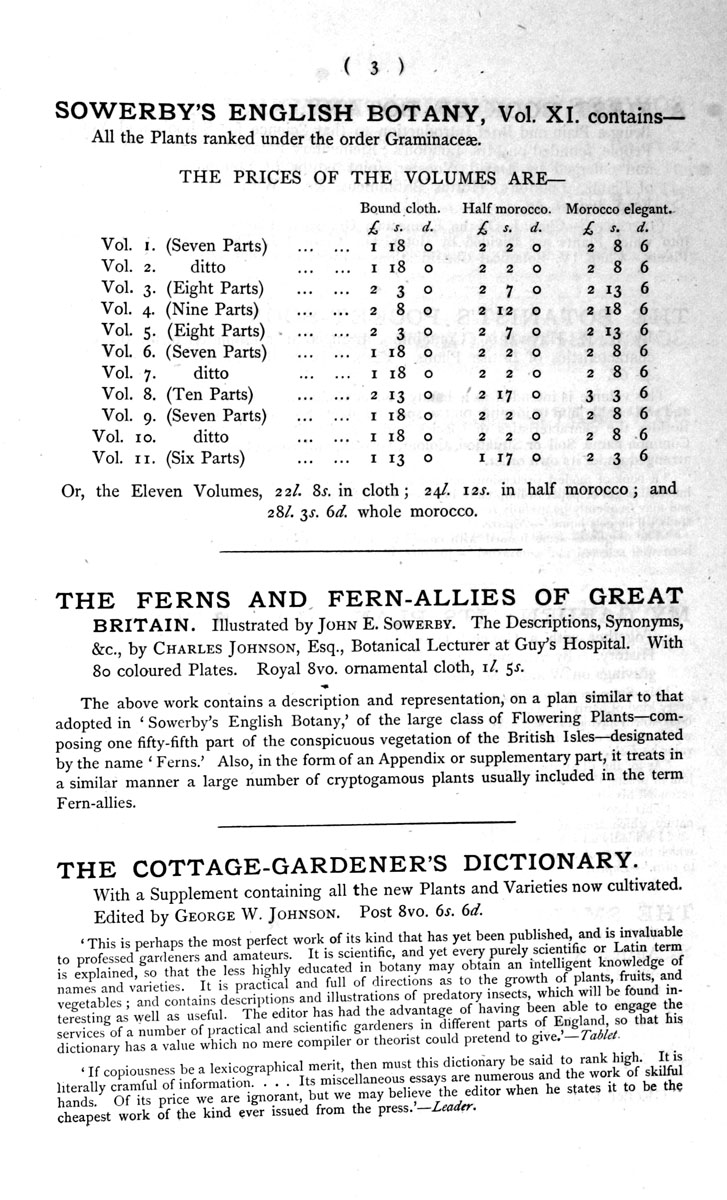 ( 3 )
SOWERBY'S ENGLISH BOTANY, Vol. XI. contains—
All the Plants ranked under the order Graminaceæ.
THE PRICES OF THE VOLUMES ARE—
Bound cloth. Half morocco. Morocco elegant.
£ s. d. £ s. d. £ s. d.
Vol. 1. (Seven Parts) ... ... 1 18 0 2 2 0 2 8 6
Vol. 2. ditto ... ... 1 18 0 2 2 0 2 8 6
Vol. 3. (Eight Parts) ... ... 2 3 0 2 7 0 2 13 6
Vol. 4. (Nine Parts) ... ... 2 8 0 2 12 0 2 18 6
Vol. 5. (Eight Parts) ... ... 2 3 0 2 7 0 2 13 6
Vol. 6. (Seven Parts) ... ... 1 18 0 2 2 0 2 8 6
Vol. 7. ditto ... ... 1 18 0 2 2 0 2 8 6
Vol. 8. (Ten Parts) ... ... 2 13 0 2 17 0 3 3 6
Vol. 9. (Seven Parts) ... ... 1 18 0 2 2 0 2 8 6
Vol. 10. ditto ... ... 1 18 0 2 2 0 2 8 6
Vol. 11. (Six Parts) ... ... 1 13 0 1 17 0 2 3 6
Or, the Eleven Volumes, 22l. 8s. in cloth; 24l. 12s. in half morocco; and
28l. 3s. 6d. whole morocco.
THE FERNS AND FERN-ALLIES OF GREAT
BRITAIN. Illustrated by JOHN E. SOWERBY. The Descriptions, Synonyms,
&c., by CHARLES JOHNSON, Esq., Botanical Lecturer at Guy's Hospital. With
80 coloured Plates. Royal 8vo. ornamental cloth, 1l. 5s.
The above work contains a description and representation, on a plan similar to that
adopted in 'Sowerby's English Botany,' of the large class of Flowering Plants—com-
posing one fifty-fifth part of the conspicuous vegetation of the British Isles—designated
by the name 'Ferns.' Also, in the form of an Appendix or supplementary part, it treats in
a similar manner a large number of cryptogamous plants usually included in the term
Fern-allies.
THE COTTAGE-GARDENER'S DICTIONARY.
With a Supplement containing all the new Plants and Varieties now cultivated.
Edited by GEORGE W. JOHNSON. Post 8vo. 6s. 6d.
'This is perhaps the most perfect work of its kind that has yet been published, and is invaluable
to professed gardeners and amateurs. It is scientific, and yet every purely scientific or Latin term
is explained, so that the less highly educated in botany may obtain an intelligent knowledge of
names and varieties. It is practical and full of directions as to the growth of plants, fruits, and
vegetables; and contains descriptions and illustrations of predatory insects, which will be found in-
teresting as well as useful. The editor has had the advantage of having been able to engage the
services of a number of practical and scientific gardeners in different parts of England, so that his
dictionary has a value which no mere compiler or theorist could pretend to give.'—Tablet.
'If copiousness be a lexicographical merit, then must this dictionary be said to rank high. It is
literally cramful of information. . . . Its miscellaneous essays are numerous and the work of skilful
hands. Of its price we are ignorant, but we may believe the editor when he states it to be the
cheapest work of the kind ever issued from the press.'—Leader.